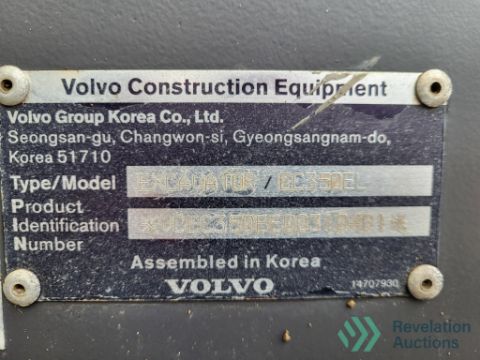 Volvo Construction Equipment
Volvo Group Korea Co., Ltd.
Seongsan-gu, Changwon-si, Gyeongsangnam-do,
Korea 51710
Type/Model EXCAVATOR/EC350EL
Product
Identification
Number
Assembled in Korea
VOLVO
14707930
Revelation
Auctions